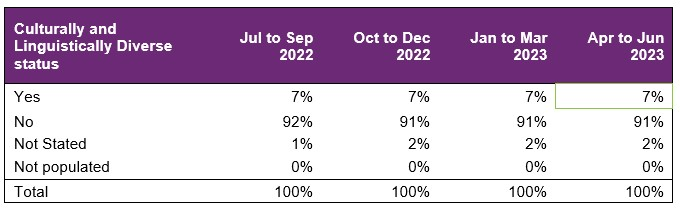 Culturally and Linguistically Diverse status Jul to Sep 2022 Oct to Dec 2022 Jan to Mar 2023 Apr to Jun 2023
Yes 7% 7% 7% 7%
No 92% 91% 91% 91%
Not Stated 1% 2% 2% 2%
Not populated 0% 0% 0% 0%
Total 100% 100% 100% 100%